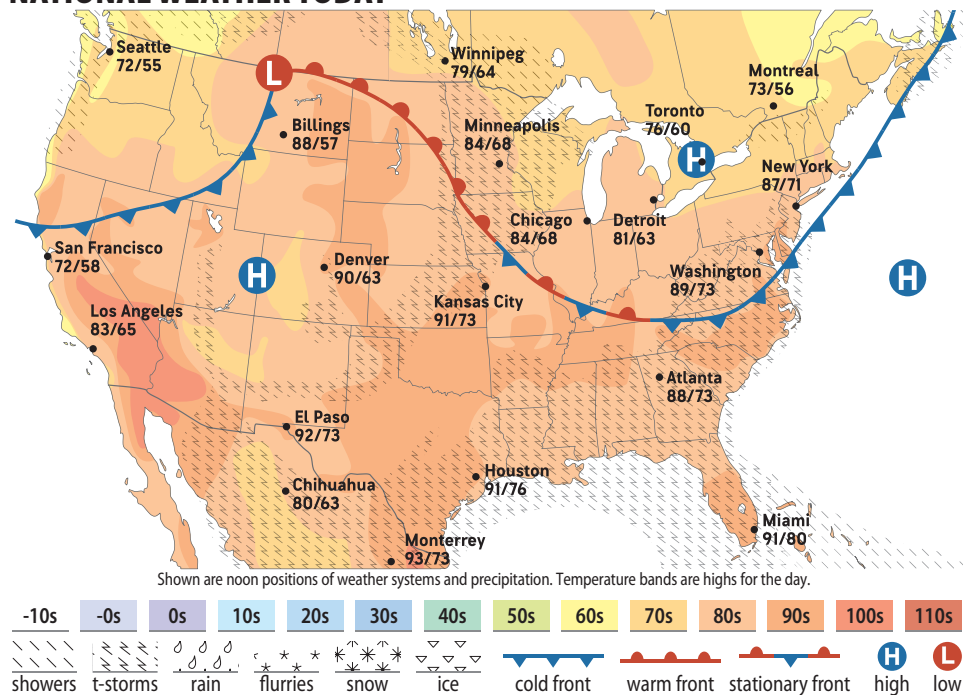 NATIONAL WEATHER TODAY
Seattle
72/55
L
Winnipeg
79/64
Montreal
73/56
Billings
88/57
Minneapolis
84/68
Toronto
76/60
H
New York
87/71
San Francisco
72/58
H
Denver
90/63
Chicago
84/68
Detroit
81/63
Kansas City
91/73
Washington
89/73
H
Los Angeles
83/65
Atlanta
88/73
El Paso
92/73
Chihuahua
80/63
Houston
91/76
Miami
91/80
Monterrey
93/73
Shown are noon positions of weather systems and precipitation. Temperature bands are highs for the day.
-10s -0s 0s 10s 20s 30s 40s 50s 60s 70s 80s 90s 100s 110s
H L
showers t-storms rain flurries snow ice cold front warm front stationary front high low